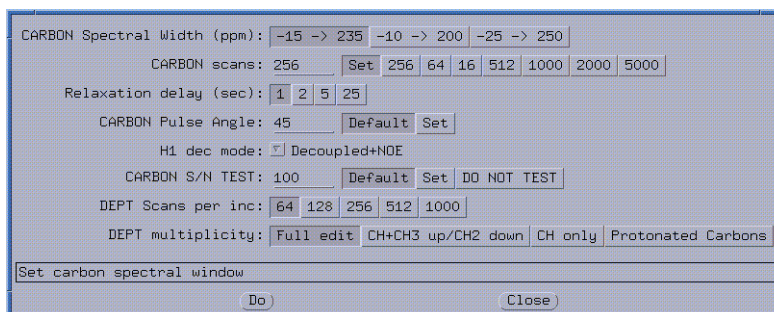 CARBON Spectral Width (ppm): -15 -> 235 -10 -> 200 -25 -> 250
CARBON scans: 256 Set 256 64 16 512 1000 2000 5000
Relaxation delay (sec): 1 2 5 25
CARBON Pulse Angle: 45 Default Set
H1 dec mode: Decoupled+NOE
CARBON S/N TEST: 100 Default Set DO NOT TEST
DEPT Scans per inc: 64 128 256 512 1000
DEPT multiplicity: Full edit CH+CH3 up/CH2 down CH only Protonated Carbons
Set carbon spectral window
Do Close